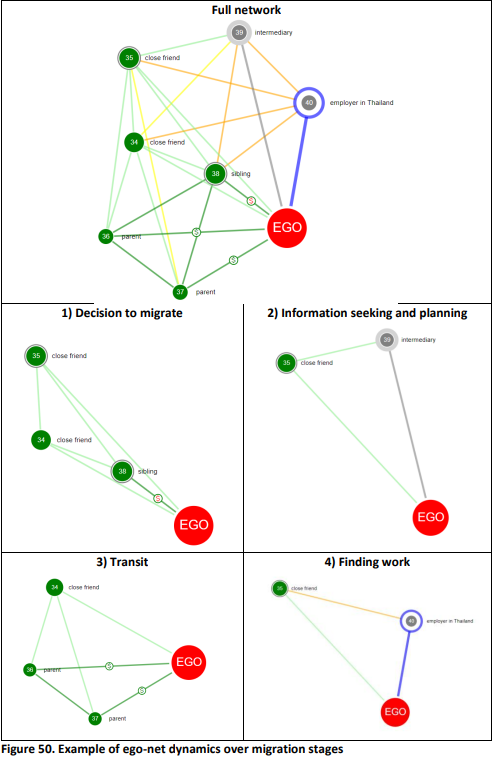 Full network
39 intermediary
35 close friend
40 employer in Thailand
34 close friend
38 sibling
$
EGO
36 parent
$
$
37 parent
1) Decision to migrate
35 close friend
34 close friend
38 sibling
$
EGO
2) Information seeking and planning
39 intermediary
35 close friend
EGO
3) Transit
34 close friend
EGO
36 parent
$
$
37 parent
4) Finding work
35 close friend
40 employer in Thailand
EGO
Figure 50. Example of ego-net dynamics over migration stages